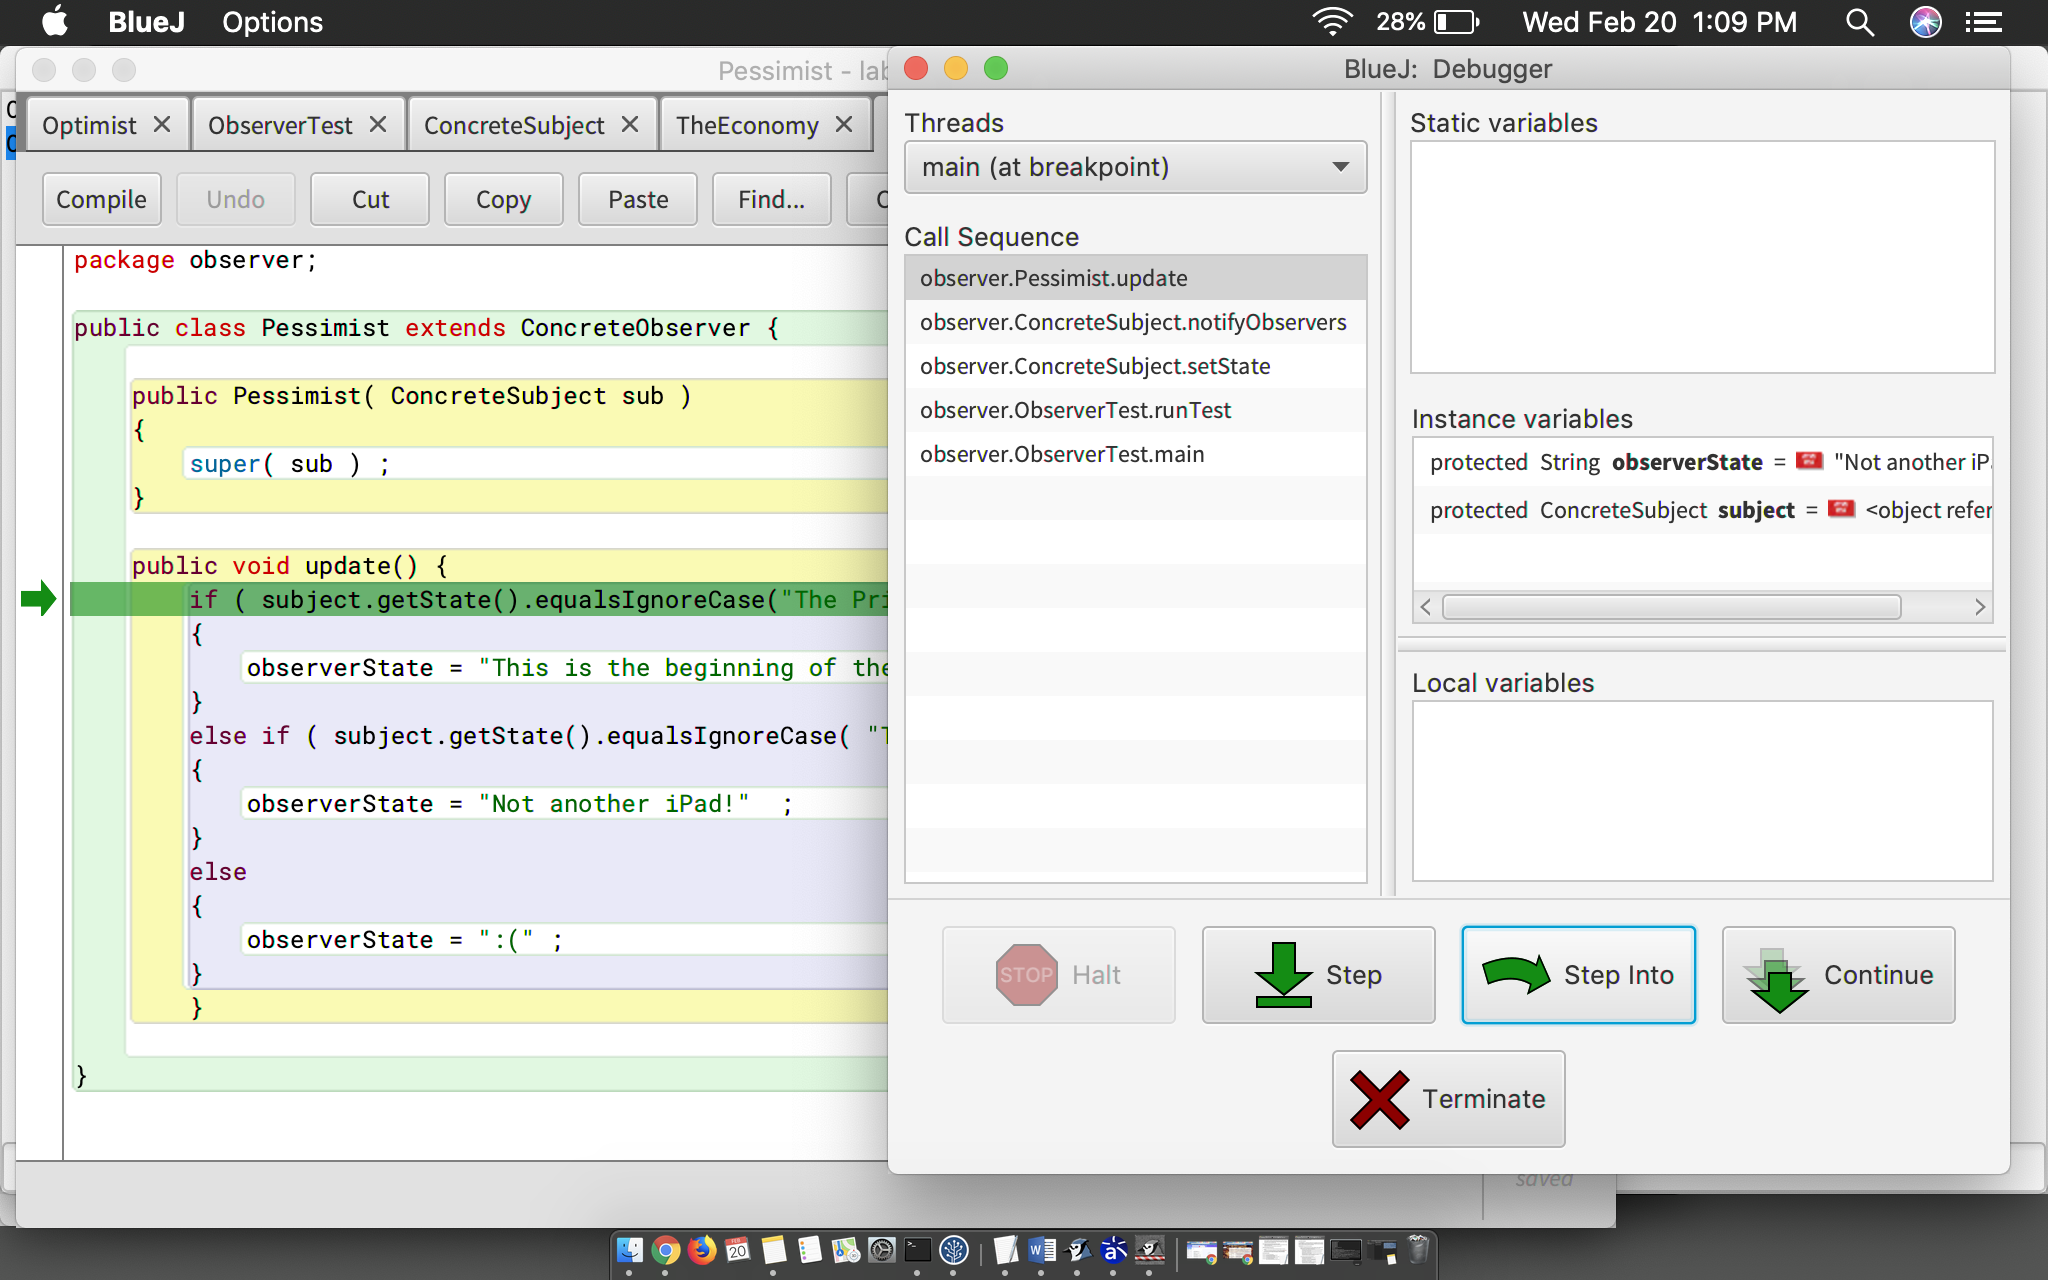 BlueJ Options 28% Wed Feb 20 1:09 PM
Pessimist - lab
Optimist ObserverTest ConcreteSubject TheEconomy
Compile Undo Cut Copy Paste Find...
package observer;
public class Pessimist extends ConcreteObserver {
public Pessimist( ConcreteSubject sub )
{
super( sub ) ;
}
public void update() {
if ( subject.getState().equalsIgnoreCase("The Pri
{
observerState = "This is the beginning of the
}
else if ( subject.getState().equalsIgnoreCase( "T
{
observerState = "Not another iPad!" ;
}
else
{
observerState = ":(" ;
}
}
}
saved
BlueJ: Debugger
Threads
main (at breakpoint)
Call Sequence
observer.Pessimist.update
observer.ConcreteSubject.notifyObservers
observer.ConcreteSubject.setState
observer.ObserverTest.runTest
observer.ObserverTest.main
Static variables
Instance variables
protected String observerState = "Not another iP
protected ConcreteSubject subject = <object refer
Local variables
STOP Halt
Step
Step Into
Continue
Terminate
FEB
20